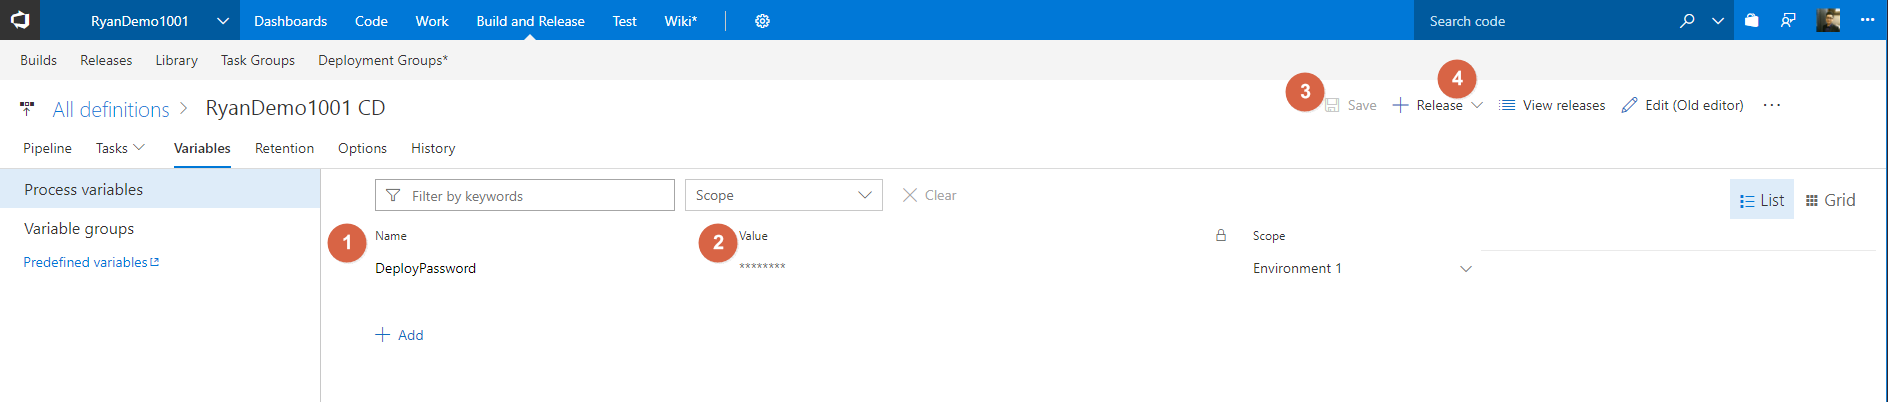 RyanDemo1001 Dashboards Code Work Build and Release Test Wiki* Search code
Builds Releases Library Task Groups Deployment Groups*
All definitions > RyanDemo1001 CD 3 Save + Release 4 View releases Edit (Old editor) ...
Pipeline Tasks Variables Retention Options History
Process variables Filter by keywords Scope Clear List Grid
Variable groups 1 Name 2 Value Scope
Predefined variables DeployPassword ******** Environment 1
+ Add